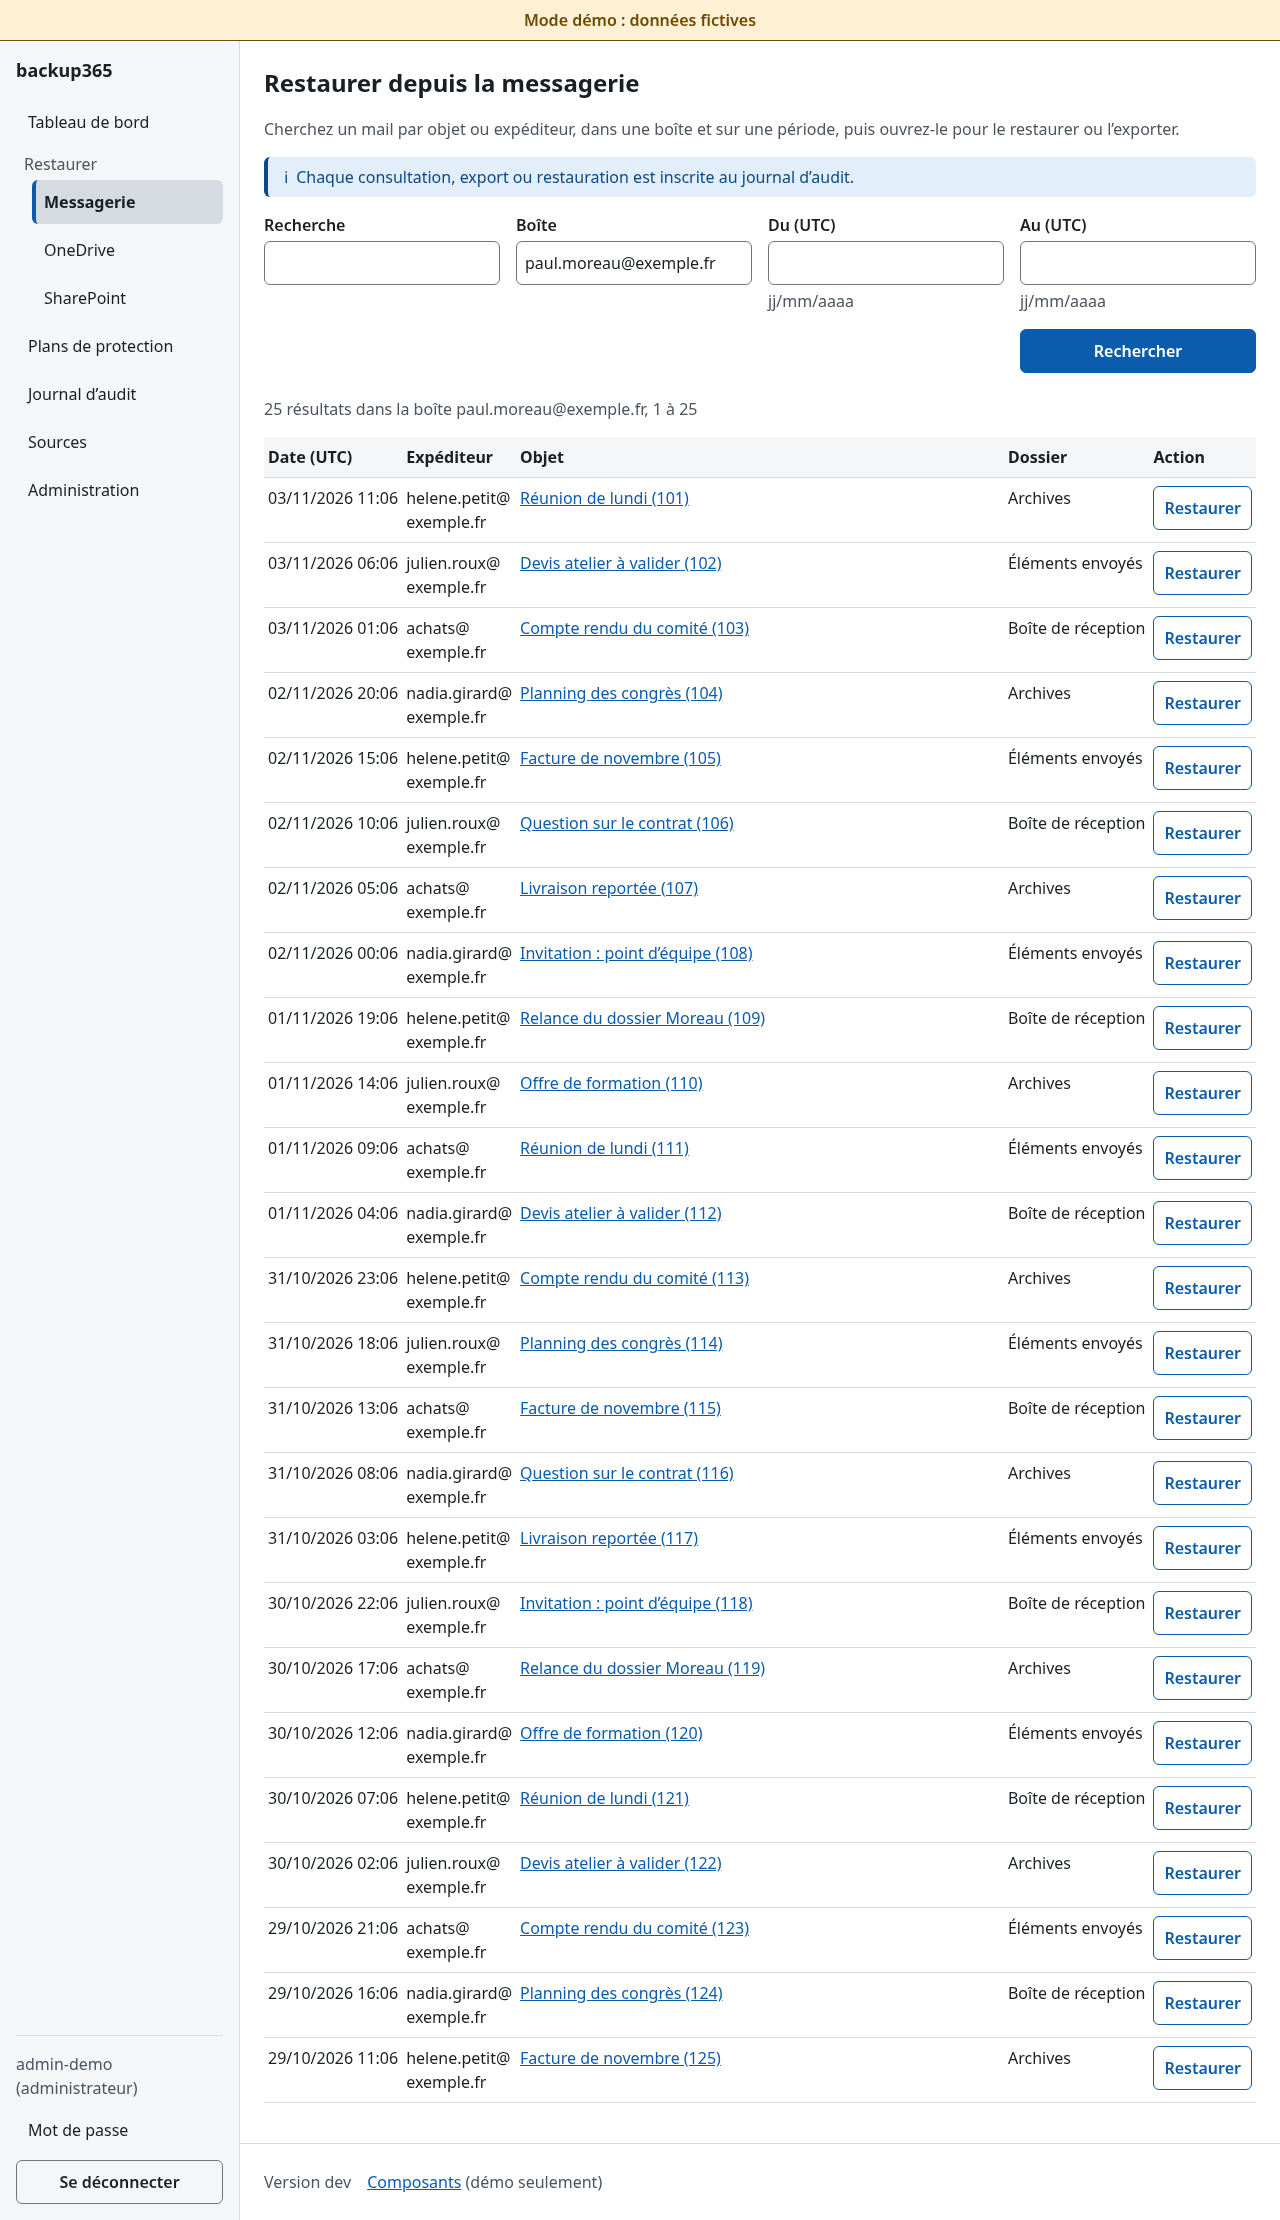 Mode démo : données fictives
backup365
Tableau de bord
Restaurer
Messagerie
OneDrive
SharePoint
Plans de protection
Journal d’audit
Sources
Administration
admin-demo
(administrateur)
Mot de passe
Se déconnecter
Restaurer depuis la messagerie
Cherchez un mail par objet ou expéditeur, dans une boîte et sur une période, puis ouvrez-le pour le restaurer ou l’exporter.
i Chaque consultation, export ou restauration est inscrite au journal d’audit.
Recherche Boîte Du (UTC) Au (UTC)
paul.moreau@exemple.fr
jj/mm/aaaa jj/mm/aaaa
Rechercher
25 résultats dans la boîte paul.moreau@exemple.fr, 1 à 25
Date (UTC) Expéditeur Objet Dossier Action
03/11/2026 11:06 helene.petit@ Réunion de lundi (101) Archives Restaurer
exemple.fr
03/11/2026 06:06 julien.roux@ Devis atelier à valider (102) Éléments envoyés Restaurer
exemple.fr
03/11/2026 01:06 achats@ Compte rendu du comité (103) Boîte de réception Restaurer
exemple.fr
02/11/2026 20:06 nadia.girard@ Planning des congrès (104) Archives Restaurer
exemple.fr
02/11/2026 15:06 helene.petit@ Facture de novembre (105) Éléments envoyés Restaurer
exemple.fr
02/11/2026 10:06 julien.roux@ Question sur le contrat (106) Boîte de réception Restaurer
exemple.fr
02/11/2026 05:06 achats@ Livraison reportée (107) Archives Restaurer
exemple.fr
02/11/2026 00:06 nadia.girard@ Invitation : point d’équipe (108) Éléments envoyés Restaurer
exemple.fr
01/11/2026 19:06 helene.petit@ Relance du dossier Moreau (109) Boîte de réception Restaurer
exemple.fr
01/11/2026 14:06 julien.roux@ Offre de formation (110) Archives Restaurer
exemple.fr
01/11/2026 09:06 achats@ Réunion de lundi (111) Éléments envoyés Restaurer
exemple.fr
01/11/2026 04:06 nadia.girard@ Devis atelier à valider (112) Boîte de réception Restaurer
exemple.fr
31/10/2026 23:06 helene.petit@ Compte rendu du comité (113) Archives Restaurer
exemple.fr
31/10/2026 18:06 julien.roux@ Planning des congrès (114) Éléments envoyés Restaurer
exemple.fr
31/10/2026 13:06 achats@ Facture de novembre (115) Boîte de réception Restaurer
exemple.fr
31/10/2026 08:06 nadia.girard@ Question sur le contrat (116) Archives Restaurer
exemple.fr
31/10/2026 03:06 helene.petit@ Livraison reportée (117) Éléments envoyés Restaurer
exemple.fr
30/10/2026 22:06 julien.roux@ Invitation : point d’équipe (118) Boîte de réception Restaurer
exemple.fr
30/10/2026 17:06 achats@ Relance du dossier Moreau (119) Archives Restaurer
exemple.fr
30/10/2026 12:06 nadia.girard@ Offre de formation (120) Éléments envoyés Restaurer
exemple.fr
30/10/2026 07:06 helene.petit@ Réunion de lundi (121) Boîte de réception Restaurer
exemple.fr
30/10/2026 02:06 julien.roux@ Devis atelier à valider (122) Archives Restaurer
exemple.fr
29/10/2026 21:06 achats@ Compte rendu du comité (123) Éléments envoyés Restaurer
exemple.fr
29/10/2026 16:06 nadia.girard@ Planning des congrès (124) Boîte de réception Restaurer
exemple.fr
29/10/2026 11:06 helene.petit@ Facture de novembre (125) Archives Restaurer
exemple.fr
Version dev Composants (démo seulement)